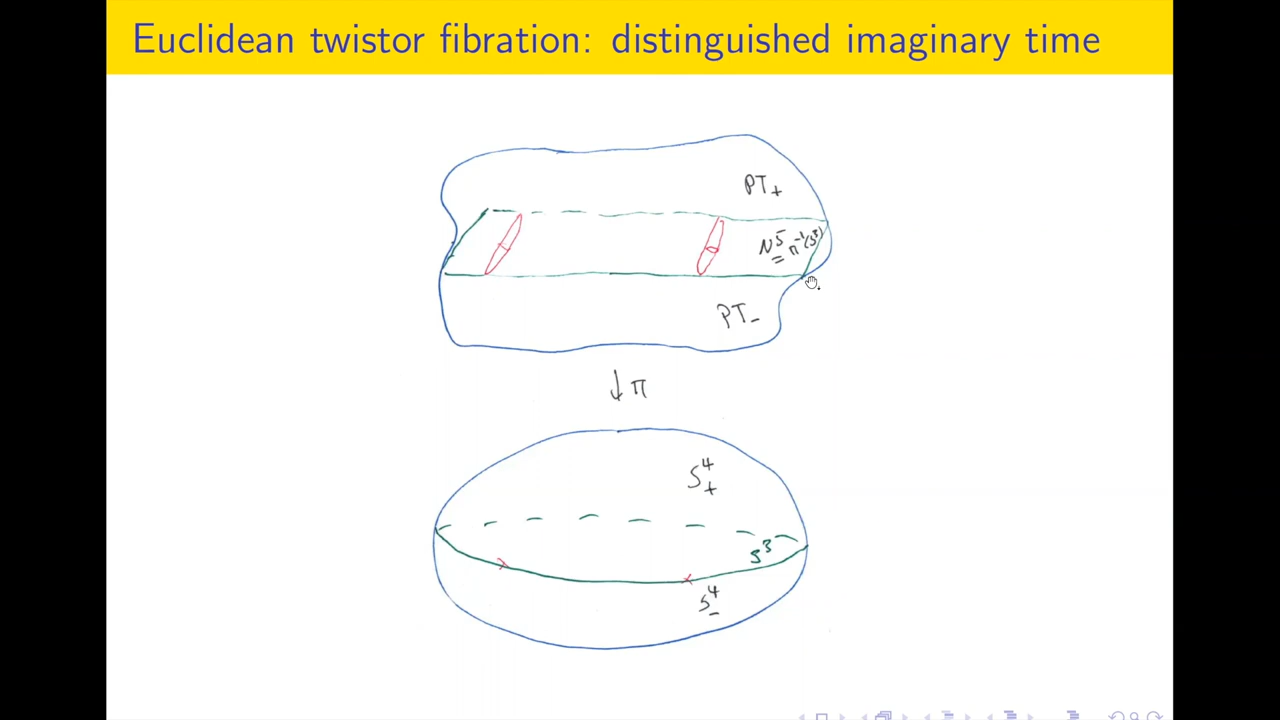 Euclidean twistor fibration: distinguished imaginary time
PT₊
N⁵ = π⁻¹(S³)
PT₋
↓π
S⁴₊
S³
S⁴₋